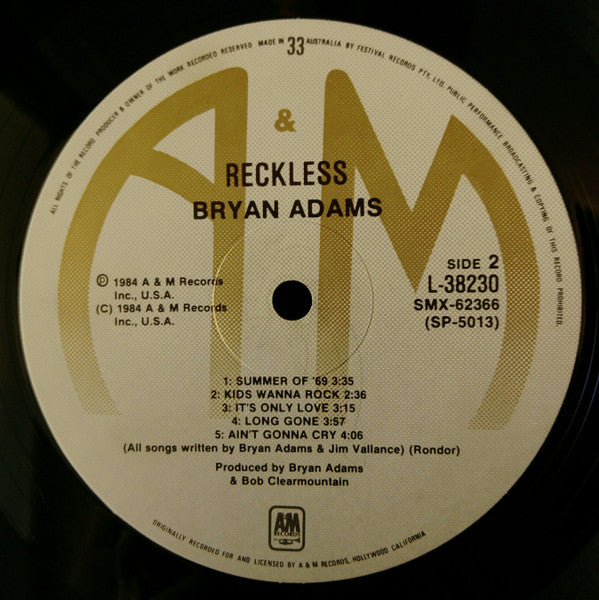 ALL RIGHTS OF THE RECORD PRODUCER & OWNER OF THE WORK RECORDED RESERVED MADE IN 33 AUSTRALIA BY FESTIVAL RECORDS PTY. LTD. PUBLIC PERFORMANCE BROADCASTING & COPYING OF THIS RECORD PROHIBITED.
A & M
RECKLESS
BRYAN ADAMS
SIDE 2
L-38230
SMX-62366
(SP-5013)
℗ 1984 A & M Records
Inc., U.S.A.
(C) 1984 A & M Records
Inc., U.S.A.
1: SUMMER OF '69 3:35
2: KIDS WANNA ROCK 2:36
3: IT'S ONLY LOVE 3:15
4: LONG GONE 3:57
5: AIN'T GONNA CRY 4:06
(All songs written by Bryan Adams & Jim Vallance) (Rondor)
Produced by Bryan Adams
& Bob Clearmountain
A&M
RECORDS
ORIGINALLY RECORDED FOR AND LICENSED BY A & M RECORDS, HOLLYWOOD CALIFORNIA